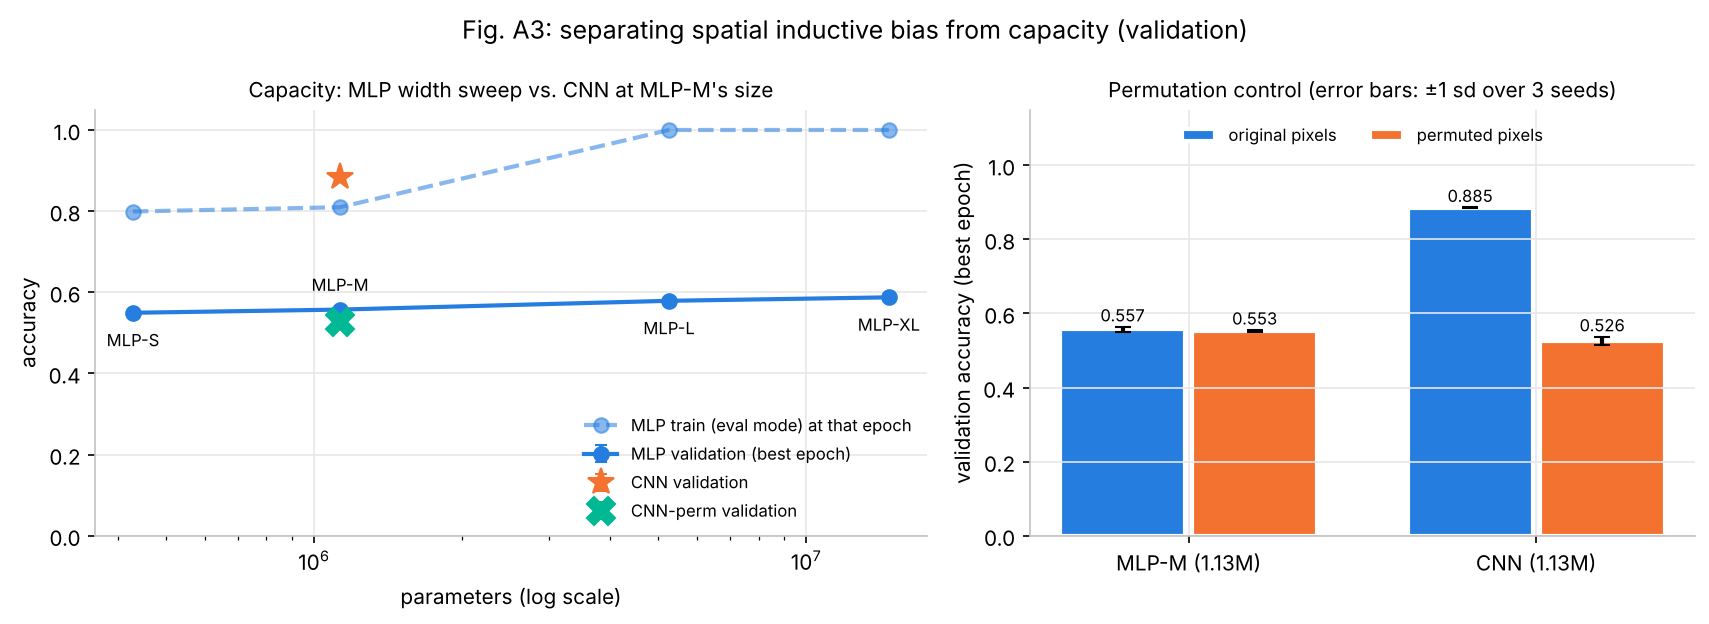 Fig. A3: separating spatial inductive bias from capacity (validation)
Capacity: MLP width sweep vs. CNN at MLP-M's size
accuracy
1.0
0.8
0.6
0.4
0.2
0.0
MLP-S
MLP-M
MLP-L
MLP-XL
MLP train (eval mode) at that epoch
MLP validation (best epoch)
CNN validation
CNN-perm validation
10⁶
10⁷
parameters (log scale)
Permutation control (error bars: ±1 sd over 3 seeds)
original pixels
permuted pixels
validation accuracy (best epoch)
1.0
0.8
0.6
0.4
0.2
0.0
0.557
0.553
0.885
0.526
MLP-M (1.13M)
CNN (1.13M)